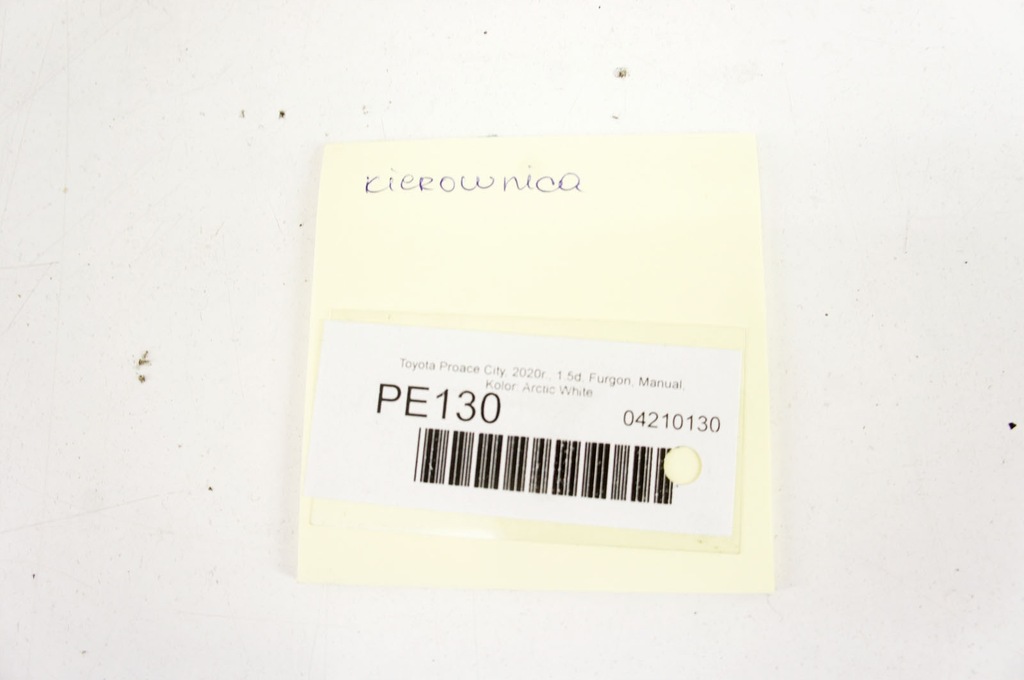 kierownica
Toyota Proace City, 2020r., 1.5d, Furgon, Manual,
Kolor: Arctic White
PE130
04210130